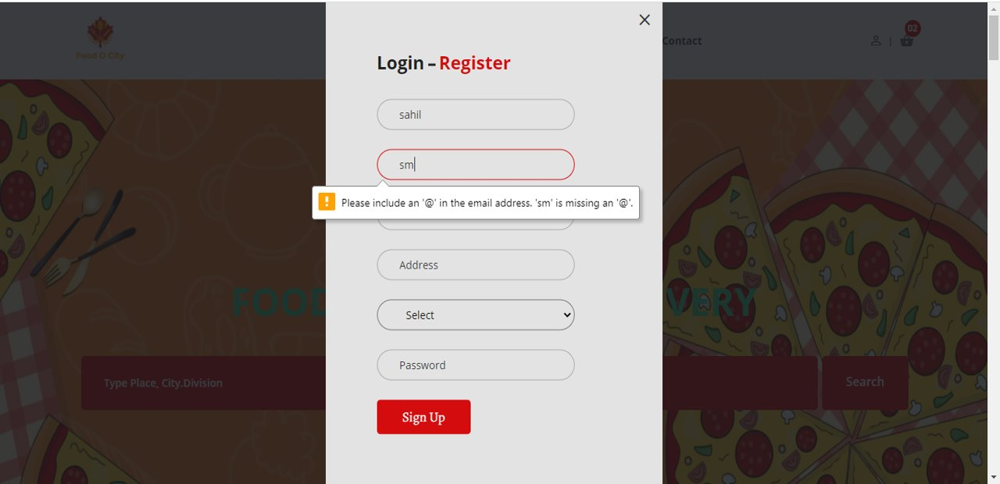 Food O City
Contact
02
Login – Register
sahil
sm
Please include an '@' in the email address. 'sm' is missing an '@'.
Address
FOOD
VERY
Select
Type Place, City.Division
Search
Password
Sign Up